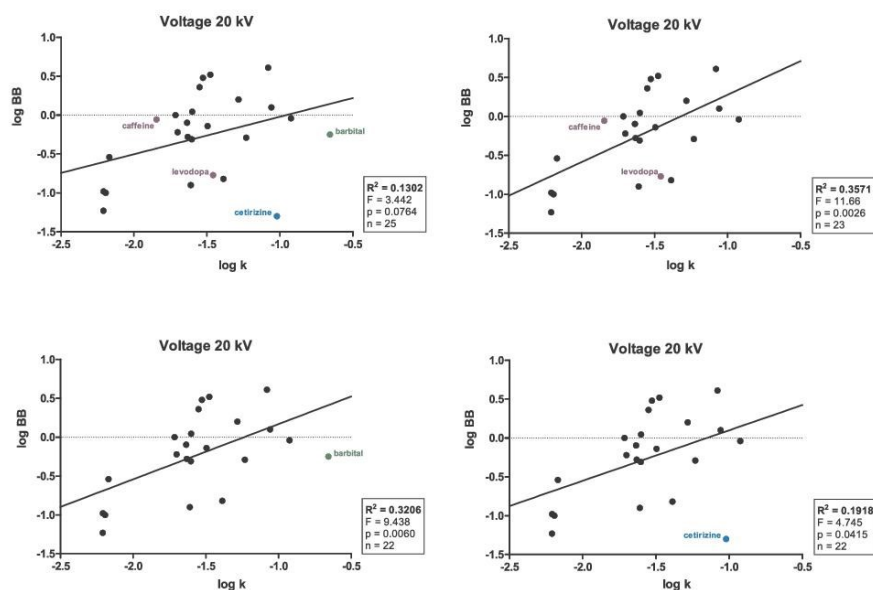 Voltage 20 kV
1.0
0.5
0.0
-0.5
-1.0
-1.5
log BB
caffeine
levodopa
barbital
cetirizine
-2.5 -2.0 -1.5 -1.0 -0.5
log k
R² = 0.1302
F = 3.442
p = 0.0764
n = 25
Voltage 20 kV
1.0
0.5
0.0
-0.5
-1.0
-1.5
log BB
caffeine
levodopa
-2.5 -2.0 -1.5 -1.0 -0.5
log k
R² = 0.3571
F = 11.66
p = 0.0026
n = 23
Voltage 20 kV
1.0
0.5
0.0
-0.5
-1.0
-1.5
log BB
barbital
-2.5 -2.0 -1.5 -1.0 -0.5
log k
R² = 0.3206
F = 9.438
p = 0.0060
n = 22
Voltage 20 kV
1.0
0.5
0.0
-0.5
-1.0
-1.5
log BB
cetirizine
-2.5 -2.0 -1.5 -1.0 -0.5
log k
R² = 0.1918
F = 4.745
p = 0.0415
n = 22